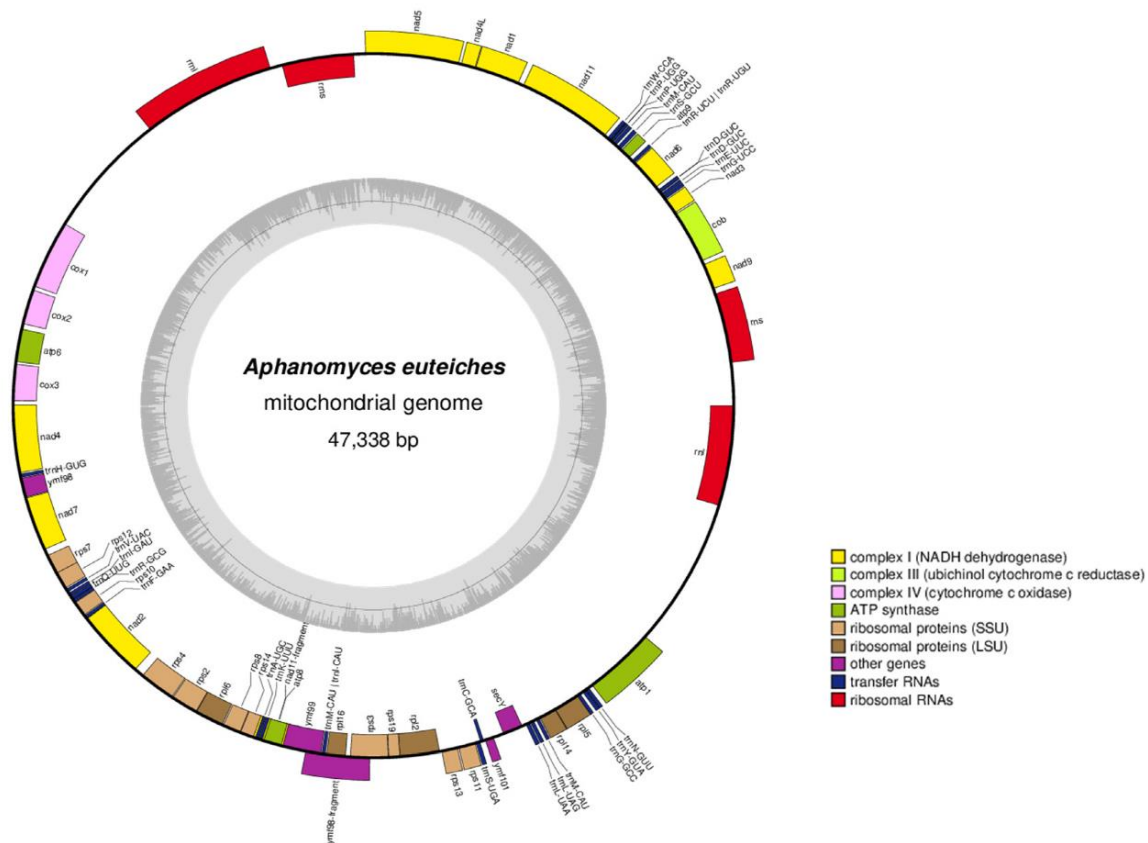 nad5
nad4L
nad1
nad11
trnW-CCA
trnP-UGG
trnP-UGG
trnM-CAU
trnS-GCU
atp9
trnR-UCU | trnR-UGU
nad6
trnD-GUC
trnD-GUC
trnE-UUC
trnG-UCC
nad3
cob
nad9
rns
rnl
atp1
trnN-GUU
trnY-GUA
trnG-GCC
rpl5
rpl14
trnM-CAU
trnL-UAG
trnL-UAA
secY
ymf101
trnC-GCA
trnS-UGA
rps11
rps13
rpl2
rps19
rps3
rpl16
trnM-CAU | trnI-CAU
ymf98-fragment
ymf99
atp8
nad11-fragment
trnK-UUU
trnA-UGC
rps14
rps8
rpl6
rps2
rps4
nad2
trnF-GAA
rps10
trnR-GCG
trnQ-UUG
trnI-GAU
trnV-UAC
rps12
rps7
nad7
ymf98
trnH-GUG
nad4
cox3
atp6
cox2
cox1
rnl
rns
Aphanomyces euteiches
mitochondrial genome
47,338 bp
complex I (NADH dehydrogenase)
complex III (ubichinol cytochrome c reductase)
complex IV (cytochrome c oxidase)
ATP synthase
ribosomal proteins (SSU)
ribosomal proteins (LSU)
other genes
transfer RNAs
ribosomal RNAs